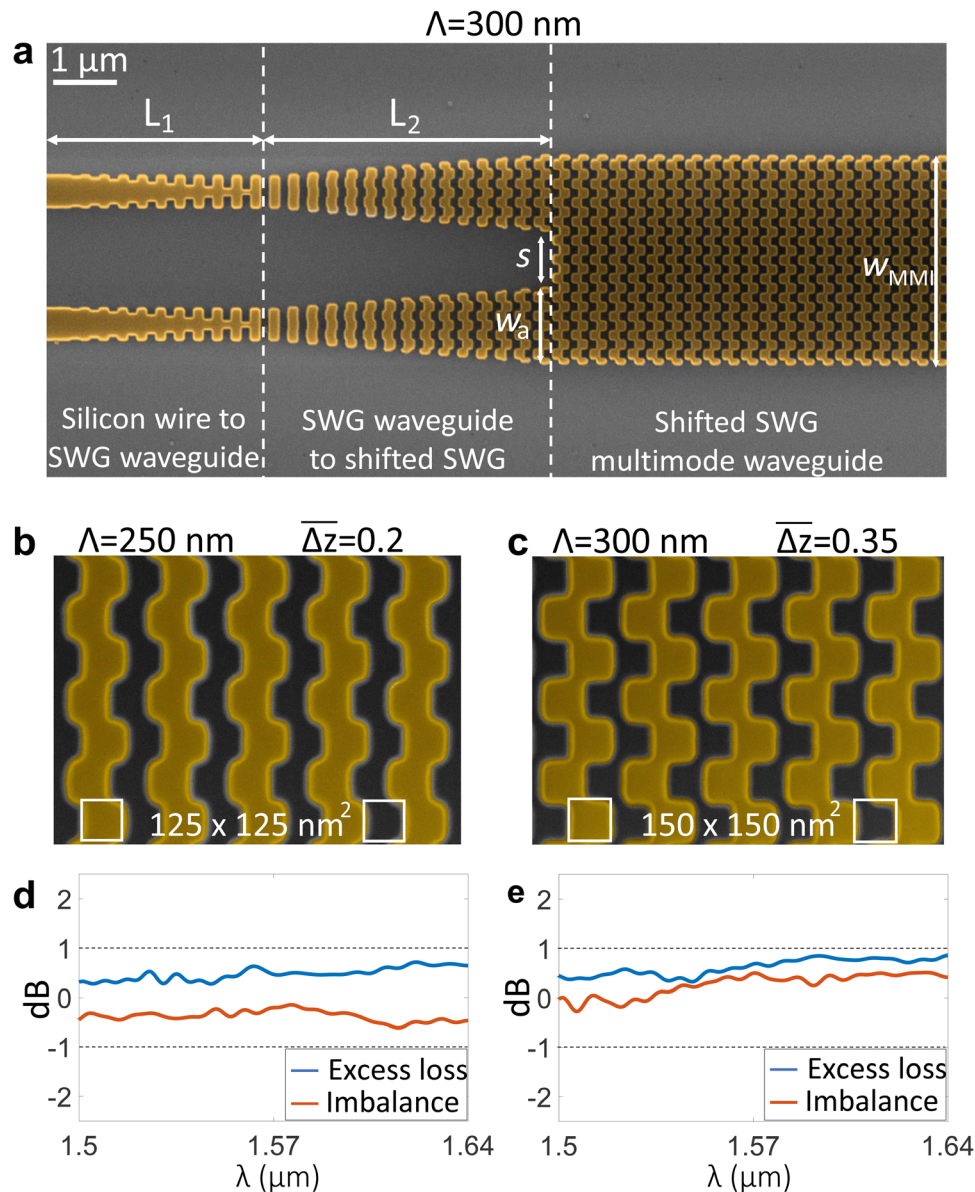 Λ=300 nm
a
1 μm
L1
L2
s
wa
wMMI
Silicon wire to
SWG waveguide
SWG waveguide
to shifted SWG
Shifted SWG
multimode waveguide
b
Λ=250 nm
Δz=0.2
125 x 125 nm2
c
Λ=300 nm
Δz=0.35
150 x 150 nm2
d
2
1
0
-1
-2
dB
Excess loss
Imbalance
1.5
1.57
1.64
λ (μm)
e
2
1
0
-1
-2
dB
Excess loss
Imbalance
1.5
1.57
1.64
λ (μm)